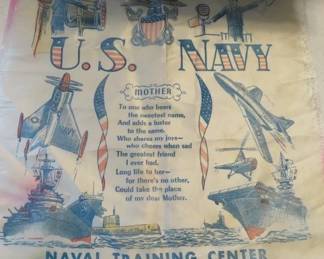 U.S. NAVY
MOTHER
To one who bears
the sweetest name,
And adds a luster
to the same.
Who shares my joys—
who cheers when sad
The greatest friend
I ever had.
Long life to her—
for there's no other,
Could take the place
of my dear Mother.
NAVAL TRAINING CENTER